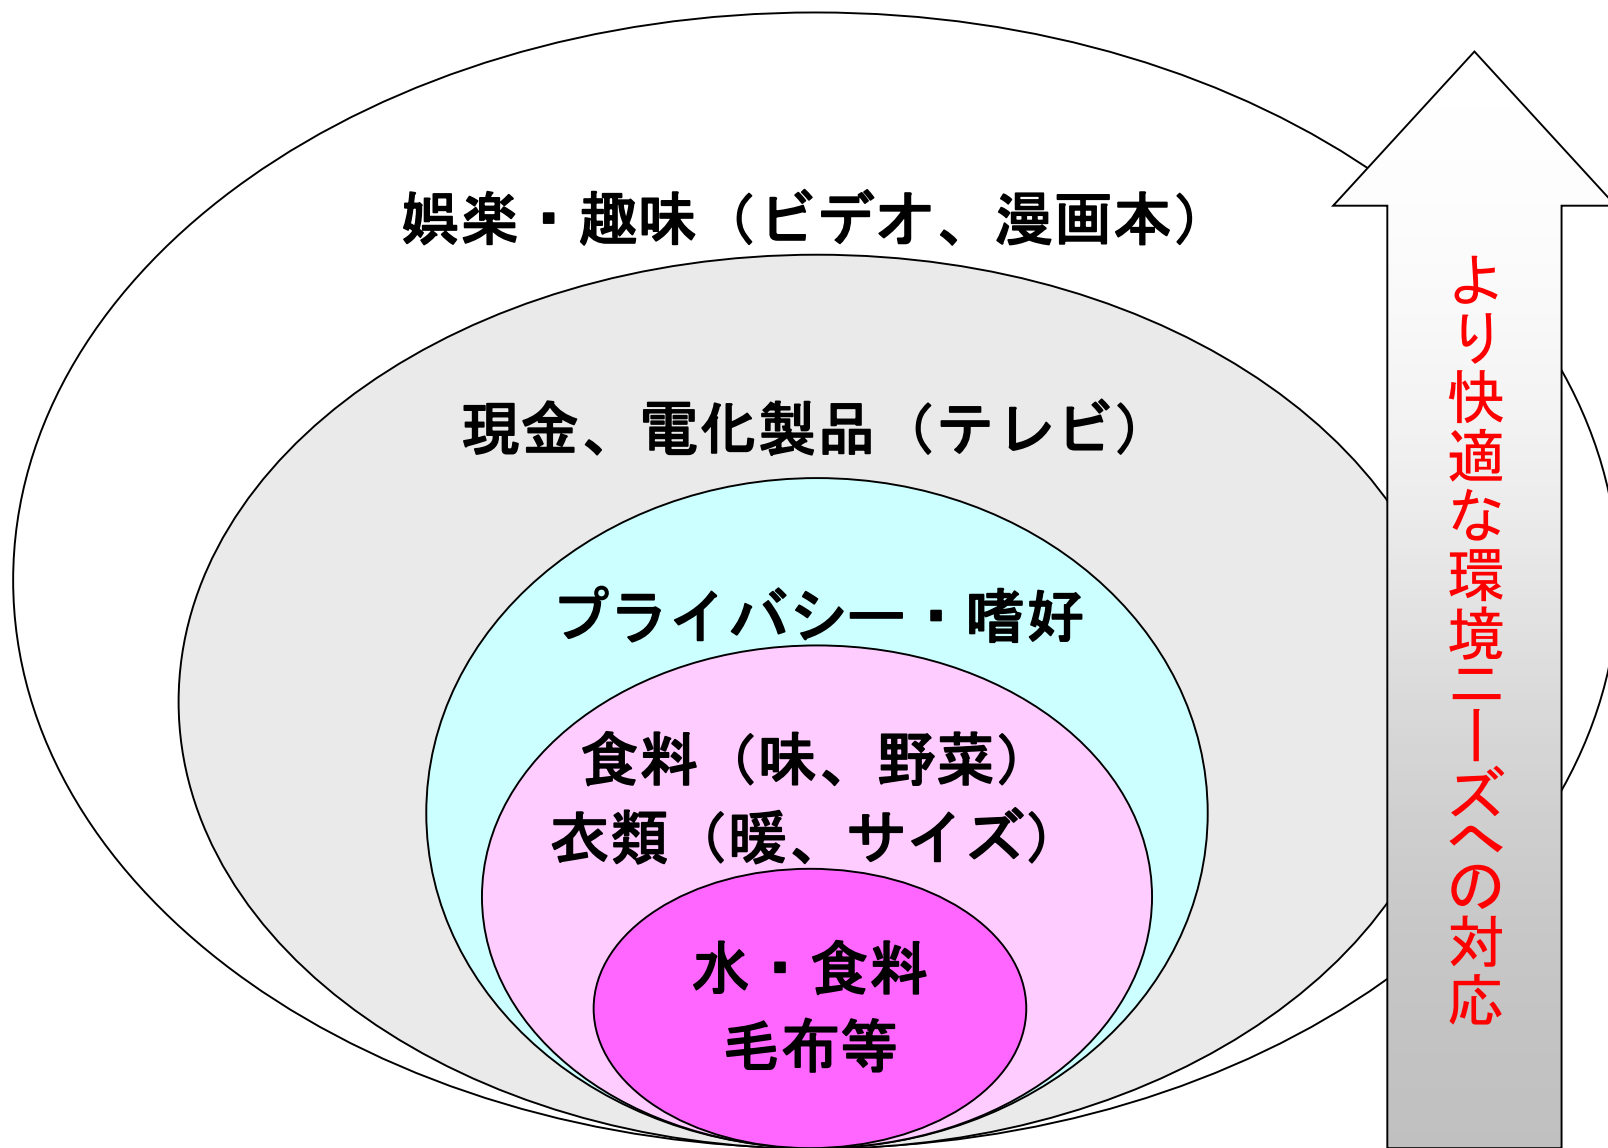 娯楽・趣味（ビデオ、漫画本）
現金、電化製品（テレビ）
プライバシー・嗜好
食料（味、野菜）
衣類（暖、サイズ）
水・食料
毛布等
より快適な環境ニーズへの対応